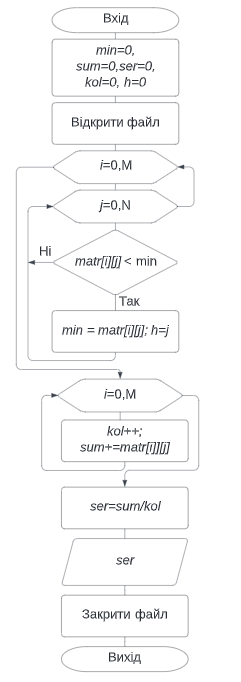 Вхід
min=0,
sum=0,ser=0,
kol=0, h=0
Відкрити файл
i=0,M
j=0,N
Ні
matr[i][j] < min
Так
min = matr[i][j]; h=j
i=0,M
kol++;
sum+=matr[i]][j]
ser=sum/kol
ser
Закрити файл
Вихід